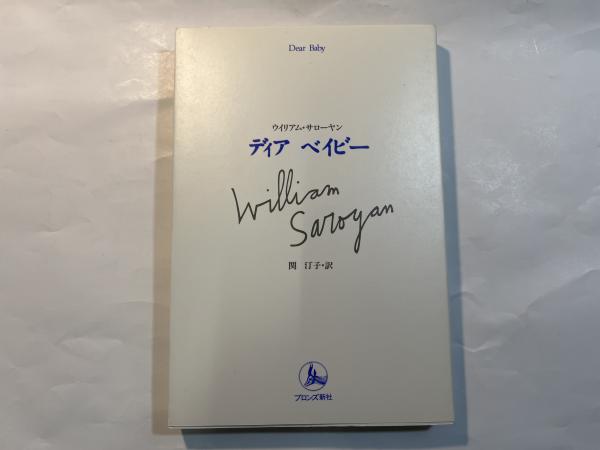 Dear Baby
ウイリアム・サローヤン
ディア ベイビー
William
Saroyan
関 汀子・訳
ブロンズ新社